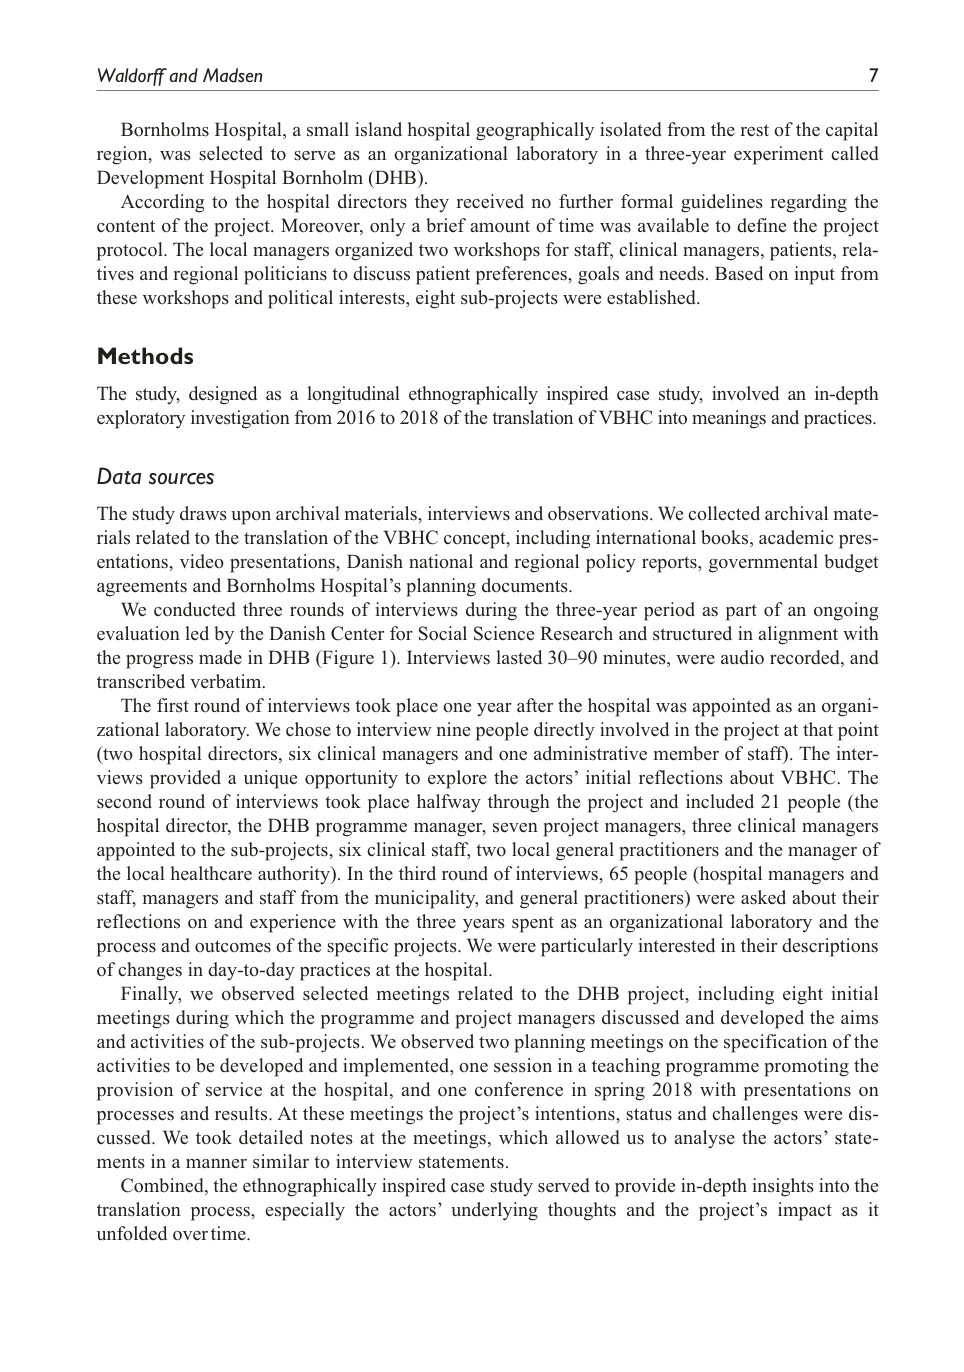 Waldorff and Madsen 7
Bornholms Hospital, a small island hospital geographically isolated from the rest of the capital
region, was selected to serve as an organizational laboratory in a three-year experiment called
Development Hospital Bornholm (DHB).
According to the hospital directors they received no further formal guidelines regarding the
content of the project. Moreover, only a brief amount of time was available to define the project
protocol. The local managers organized two workshops for staff, clinical managers, patients, rela-
tives and regional politicians to discuss patient preferences, goals and needs. Based on input from
these workshops and political interests, eight sub-projects were established.
Methods
The study, designed as a longitudinal ethnographically inspired case study, involved an in-depth
exploratory investigation from 2016 to 2018 of the translation of VBHC into meanings and practices.
Data sources
The study draws upon archival materials, interviews and observations. We collected archival mate-
rials related to the translation of the VBHC concept, including international books, academic pres-
entations, video presentations, Danish national and regional policy reports, governmental budget
agreements and Bornholms Hospital’s planning documents.
We conducted three rounds of interviews during the three-year period as part of an ongoing
evaluation led by the Danish Center for Social Science Research and structured in alignment with
the progress made in DHB (Figure 1). Interviews lasted 30–90 minutes, were audio recorded, and
transcribed verbatim.
The first round of interviews took place one year after the hospital was appointed as an organi-
zational laboratory. We chose to interview nine people directly involved in the project at that point
(two hospital directors, six clinical managers and one administrative member of staff). The inter-
views provided a unique opportunity to explore the actors’ initial reflections about VBHC. The
second round of interviews took place halfway through the project and included 21 people (the
hospital director, the DHB programme manager, seven project managers, three clinical managers
appointed to the sub-projects, six clinical staff, two local general practitioners and the manager of
the local healthcare authority). In the third round of interviews, 65 people (hospital managers and
staff, managers and staff from the municipality, and general practitioners) were asked about their
reflections on and experience with the three years spent as an organizational laboratory and the
process and outcomes of the specific projects. We were particularly interested in their descriptions
of changes in day-to-day practices at the hospital.
Finally, we observed selected meetings related to the DHB project, including eight initial
meetings during which the programme and project managers discussed and developed the aims
and activities of the sub-projects. We observed two planning meetings on the specification of the
activities to be developed and implemented, one session in a teaching programme promoting the
provision of service at the hospital, and one conference in spring 2018 with presentations on
processes and results. At these meetings the project’s intentions, status and challenges were dis-
cussed. We took detailed notes at the meetings, which allowed us to analyse the actors’ state-
ments in a manner similar to interview statements.
Combined, the ethnographically inspired case study served to provide in-depth insights into the
translation process, especially the actors’ underlying thoughts and the project’s impact as it
unfolded over time.